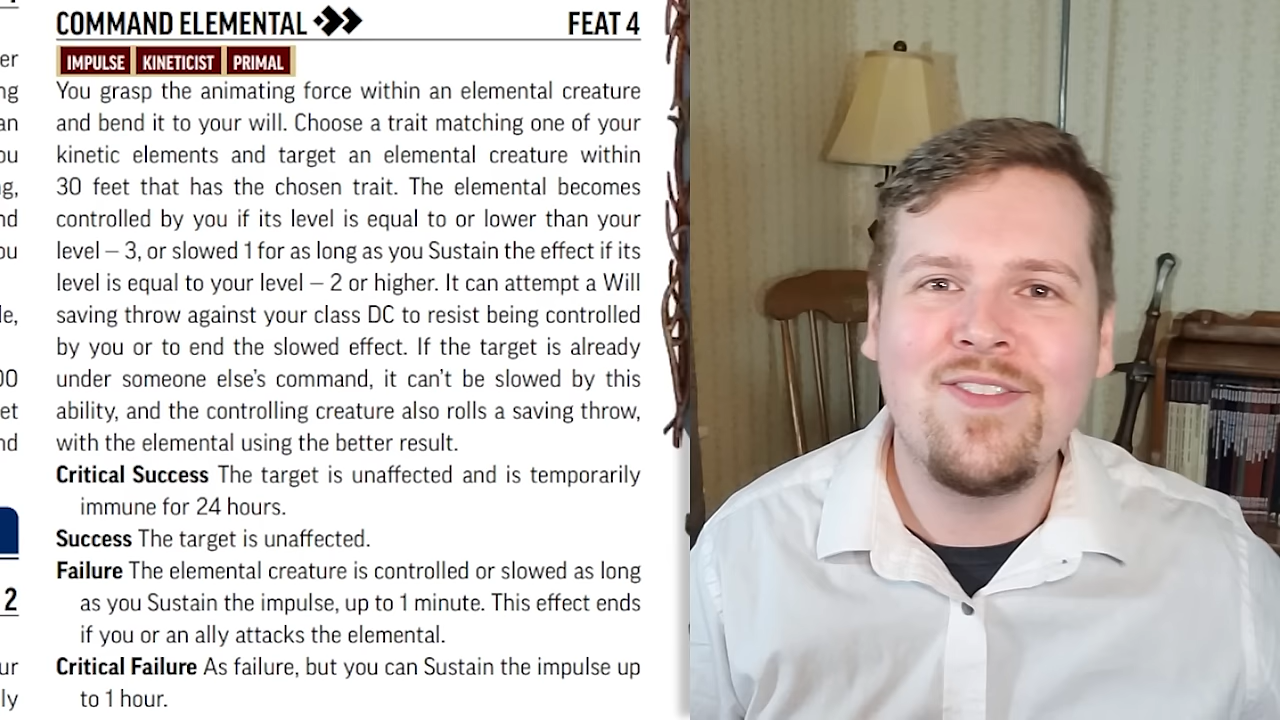 COMMAND ELEMENTAL FEAT 4
IMPULSE KINETICIST PRIMAL
You grasp the animating force within an elemental creature
and bend it to your will. Choose a trait matching one of your
kinetic elements and target an elemental creature within
30 feet that has the chosen trait. The elemental becomes
controlled by you if its level is equal to or lower than your
level – 3, or slowed 1 for as long as you Sustain the effect if its
level is equal to your level – 2 or higher. It can attempt a Will
saving throw against your class DC to resist being controlled
by you or to end the slowed effect. If the target is already
under someone else's command, it can't be slowed by this
ability, and the controlling creature also rolls a saving throw,
with the elemental using the better result.
Critical Success The target is unaffected and is temporarily
immune for 24 hours.
Success The target is unaffected.
Failure The elemental creature is controlled or slowed as long
as you Sustain the impulse, up to 1 minute. This effect ends
if you or an ally attacks the elemental.
Critical Failure As failure, but you can Sustain the impulse up
to 1 hour.
2